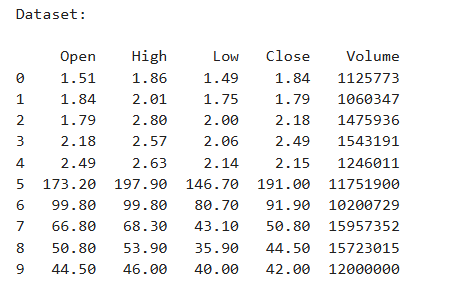 Dataset:
Open High Low Close Volume
0 1.51 1.86 1.49 1.84 1125773
1 1.84 2.01 1.75 1.79 1060347
2 1.79 2.80 2.00 2.18 1475936
3 2.18 2.57 2.06 2.49 1543191
4 2.49 2.63 2.14 2.15 1246011
5 173.20 197.90 146.70 191.00 11751900
6 99.80 99.80 80.70 91.90 10200729
7 66.80 68.30 43.10 50.80 15957352
8 50.80 53.90 35.90 44.50 15723015
9 44.50 46.00 40.00 42.00 12000000